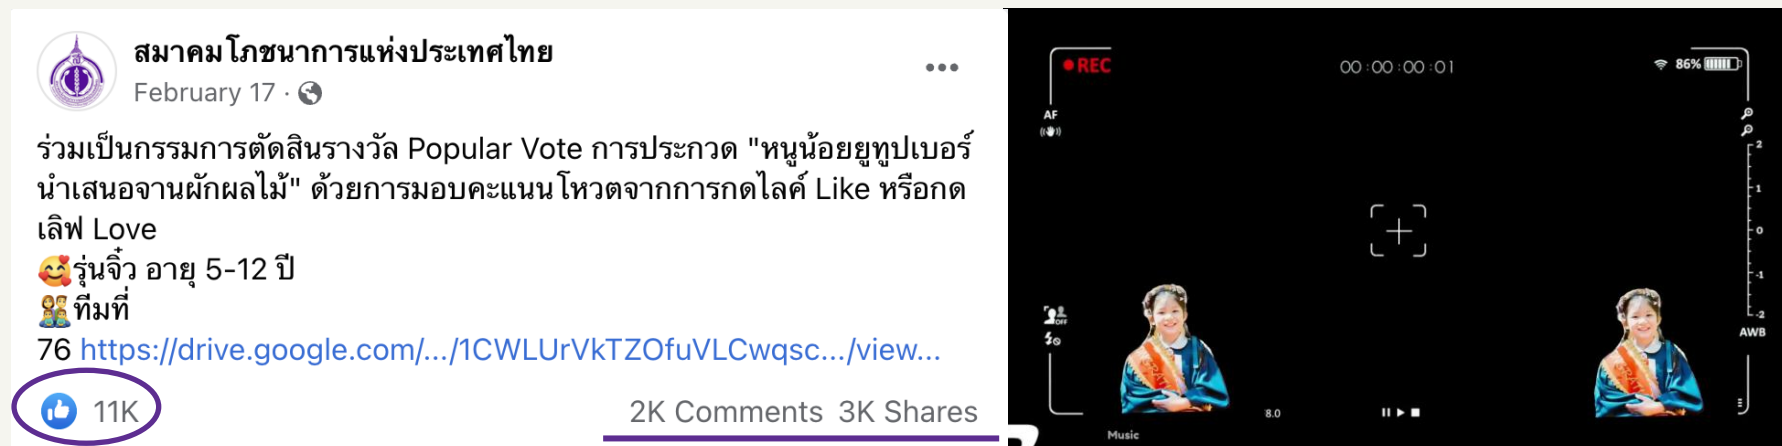 สมาคมโภชนาการแห่งประเทศไทย
February 17
ร่วมเป็นกรรมการตัดสินรางวัล Popular Vote การประกวด "หนูน้อยยูทูปเบอร์
นำเสนอจานผักผลไม้" ด้วยการมอบคะแนนโหวตจากการกดไลค์ Like หรือกด
เลิฟ Love
🥰รุ่นจิ๋ว อายุ 5-12 ปี
👩‍👩‍👧‍👦ทีมที่
76 https://drive.google.com/.../1CWLUrVkTZOfuVLCwqsc.../view...
11K
2K Comments 3K Shares
REC
00:00:00:01
86%
AF
2
1
0
-1
-2
OFF
AWB
8.0
Music